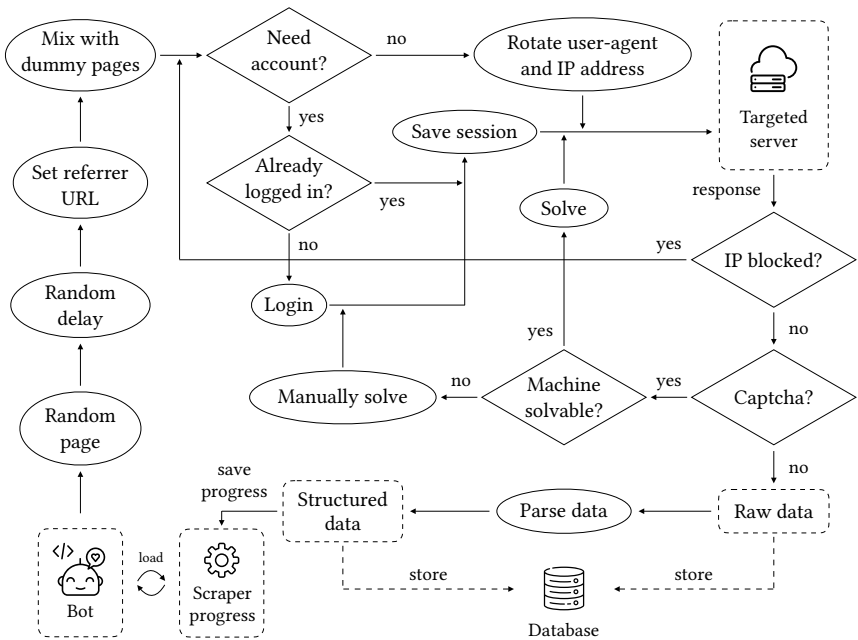 Mix with
dummy pages
Need
account?
no
Rotate user-agent
and IP address
Targeted
server
yes
Save session
Already
logged in?
yes
Set referrer
URL
response
Solve
no
yes
IP blocked?
Random
delay
Login
yes
no
Manually solve
no
Machine
solvable?
yes
Captcha?
Random
page
no
save
progress
Structured
data
Parse data
Raw data
</>
Bot
load
Scraper
progress
store
store
Database